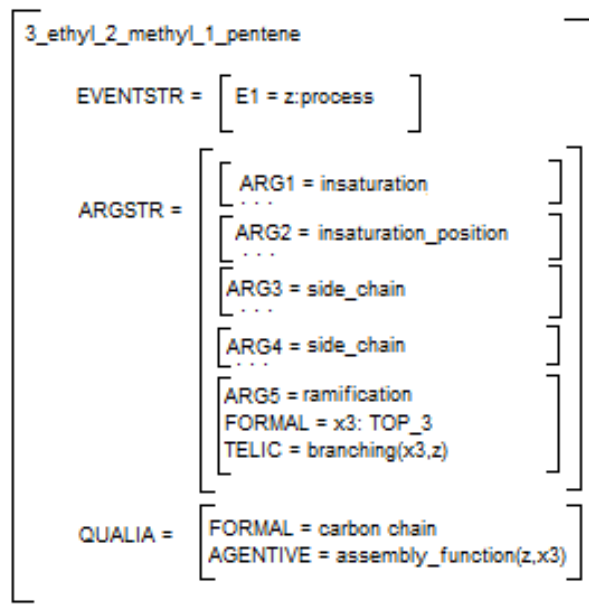 3_ethyl_2_methyl_1_pentene
EVENTSTR = E1 = z:process
ARGSTR =
ARG1 = insaturation
. . .
ARG2 = insaturation_position
. . .
ARG3 = side_chain
. . .
ARG4 = side_chain
. . .
ARG5 = ramification
FORMAL = x3: TOP_3
TELIC = branching(x3,z)
QUALIA =
FORMAL = carbon chain
AGENTIVE = assembly_function(z,x3)